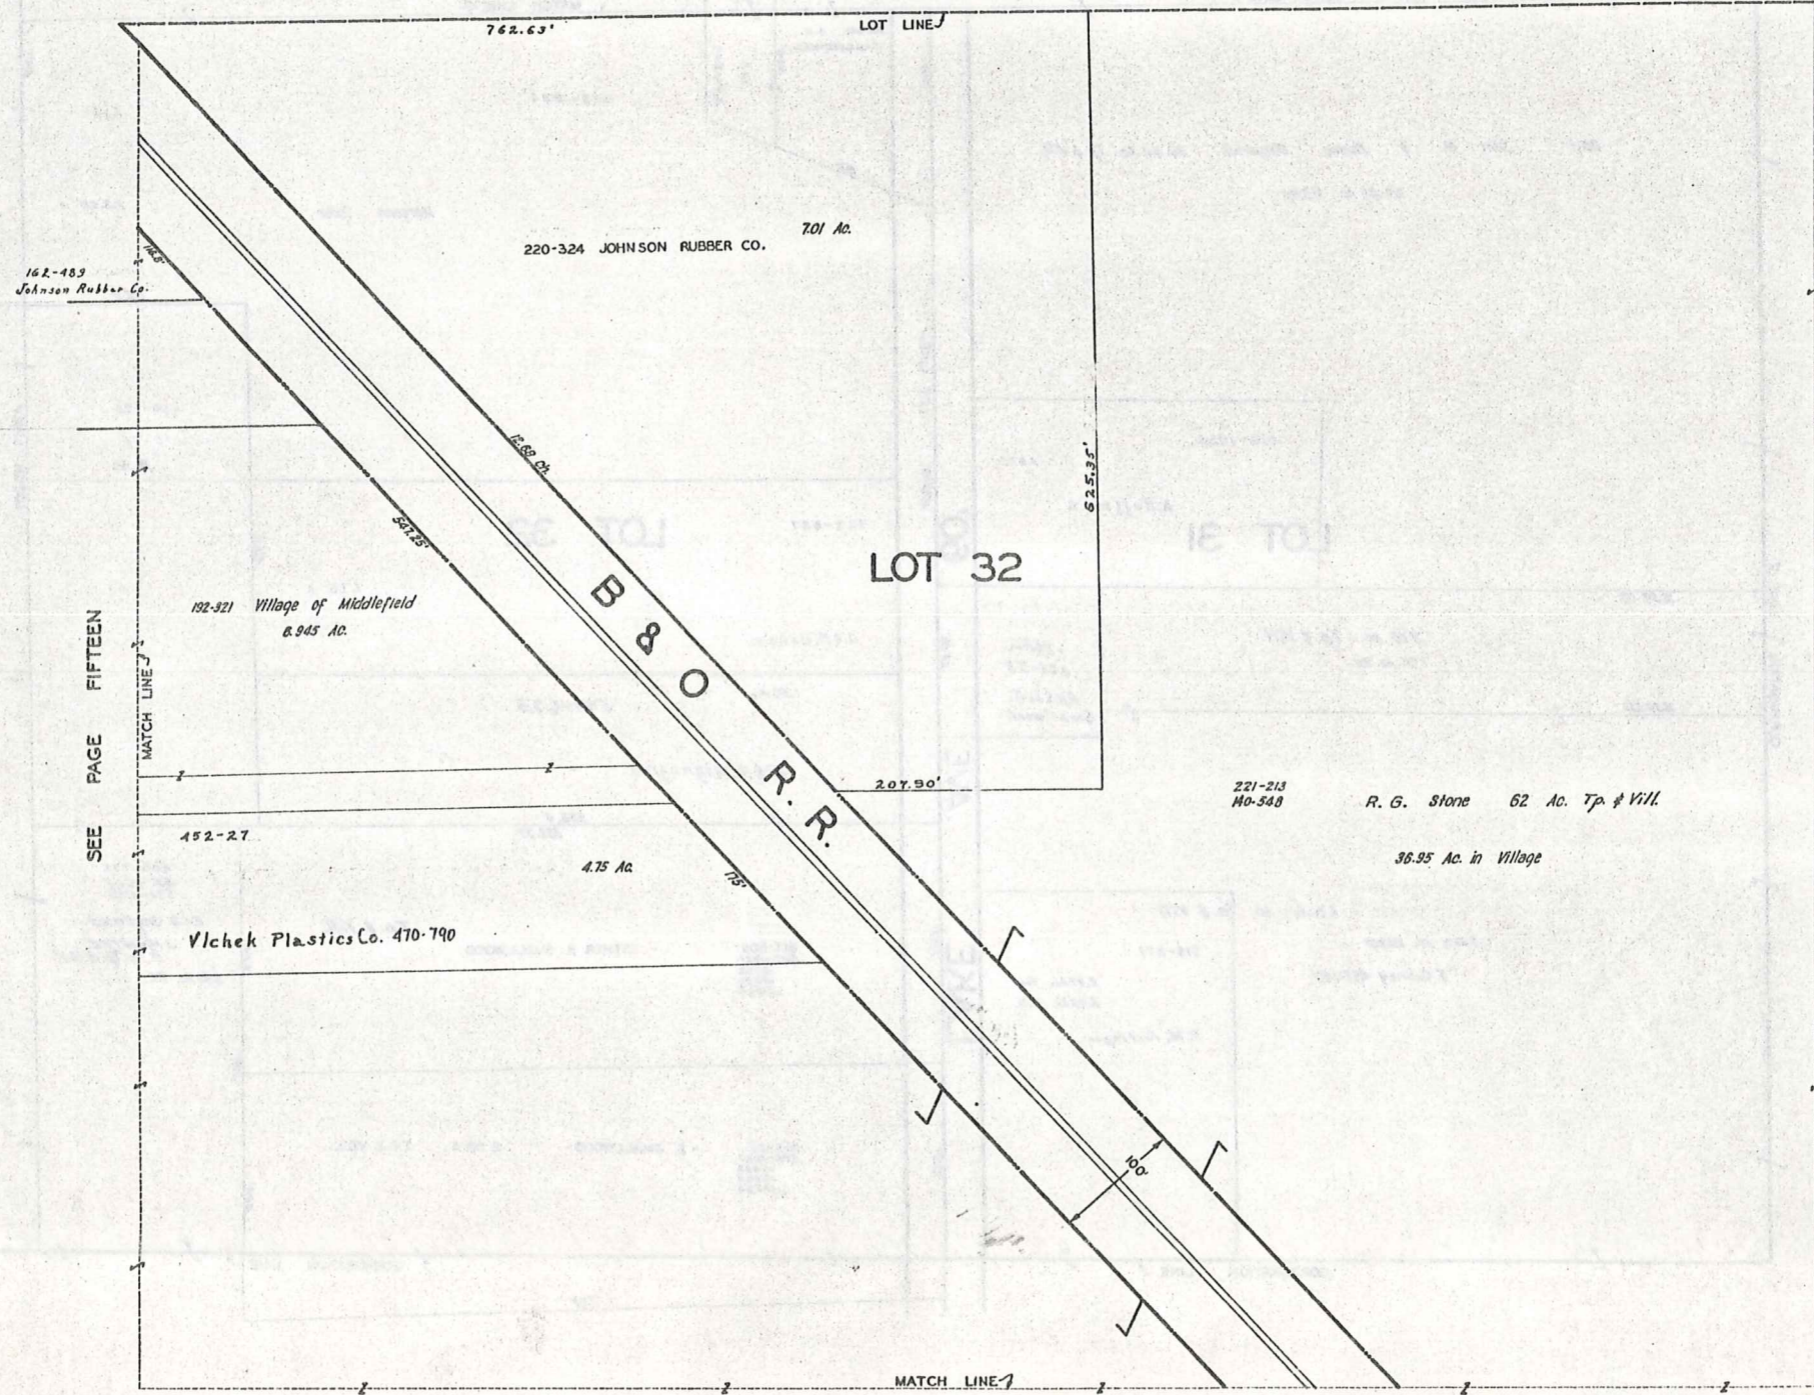 762.63'
LOT LINE
7.01 Ac.
220-324 JOHNSON RUBBER CO.
162-489
Johnson Rubber Co.
12.68 Ch.
625.35'
547.25'
LOT 32
192-321 Village of Middlefield
8.945 AC.
SEE PAGE FIFTEEN
MATCH LINE
B & O R. R.
207.90'
221-213
140-548
R. G. Stone 62 Ac. Tp. & Vill.
36.95 Ac. in Village
452-27
4.75 Ac.
175'
Vlchek Plastics Co. 470-790
100'
MATCH LINE